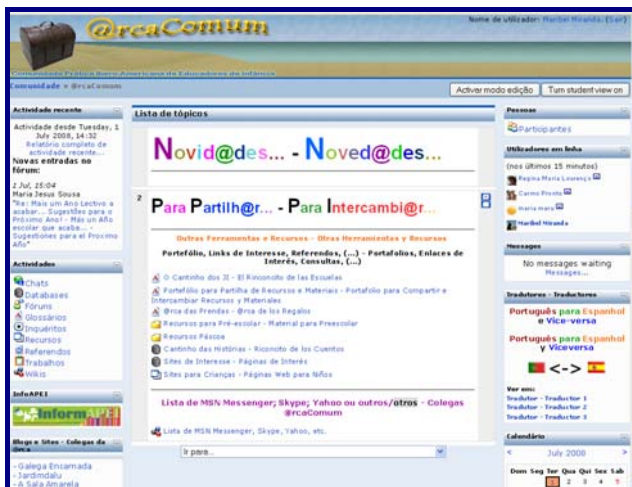 @rcaComum
Nome de utilizador: Maribel Miranda. (Sair)
Comunidade Prática Ibero-Americana de Educadores de Infância
Comunidade » @rcaComum
Activar modo edição
Turn student view on
Actividade recente
Actividade desde Tuesday, 1
July 2008, 14:32
Relatório completo de
actividade recente...
Novas entradas no
fórum:
1 Jul, 15:04
Maria Jesus Sousa
"Re: Mais um Ano Lectivo a
acabar... Sugestões para o
Próximo Ano! - Más un Año
escolar que acaba... -
Sugestiones para el Proximo
Año"
Actividades
Chats
Databases
Fóruns
Glossários
Inquéritos
Recursos
Referendos
Trabalhos
Wikis
InfoAPEI
Inform APEI
Blogs e Sites - Colegas da
@rca
- Galega Encarnada
- Jardimdalu
- A Sala Amarela
Lista de tópicos
Novid@des... - Noved@des...
2
Para Partilh@r... - Para Intercambi@r...
Outras Ferramentas e Recursos - Otras Herramientas y Recursos
Portefólio, Links de Interesse, Referendos, (...) - Portafolios, Enlaces de
Interés, Consultas, (...)
O Cantinho dos JI - El Rinconcito de las Escuelas
Portefólio para Partilha de Recursos e Materiais - Portafolio para Compartir e
Intercambiar Recursos y Materiales
@rca das Prendas - @rca de los Regalos
Recursos para Pré-escolar - Material para Preescolar
Recursos Páscoa
Cantinho das Histórias - Riconcito de los Cuentos
Sites de Interesse - Páginas de Interés
Sites para Crianças - Páginas Web para Niños
Lista de MSN Messenger; Skype; Yahoo ou outros/otros - Colegas
@rcaComum
Lista de MSN Messenger, Skype, Yahoo, etc.
Ir para...
Pessoas
Participantes
Utilizadores em linha
(nos últimos 15 minutos)
Regina Maria Lourenço
Carme Pronto
maria mara
Maribel Miranda
Messages
No messages waiting
Messages...
Tradutores - Traductores
Português para Espanhol
e Vice-versa
Portugués para Espanhol
y Viceversa
<->
Ver em:
Tradutor - Traductor 1
Tradutor - Traductor 2
Tradutor - Traductor 3
Calendário
< July 2008 >
Dom Seg Ter Qua Qui Sex Sab
1 2 3 4 5